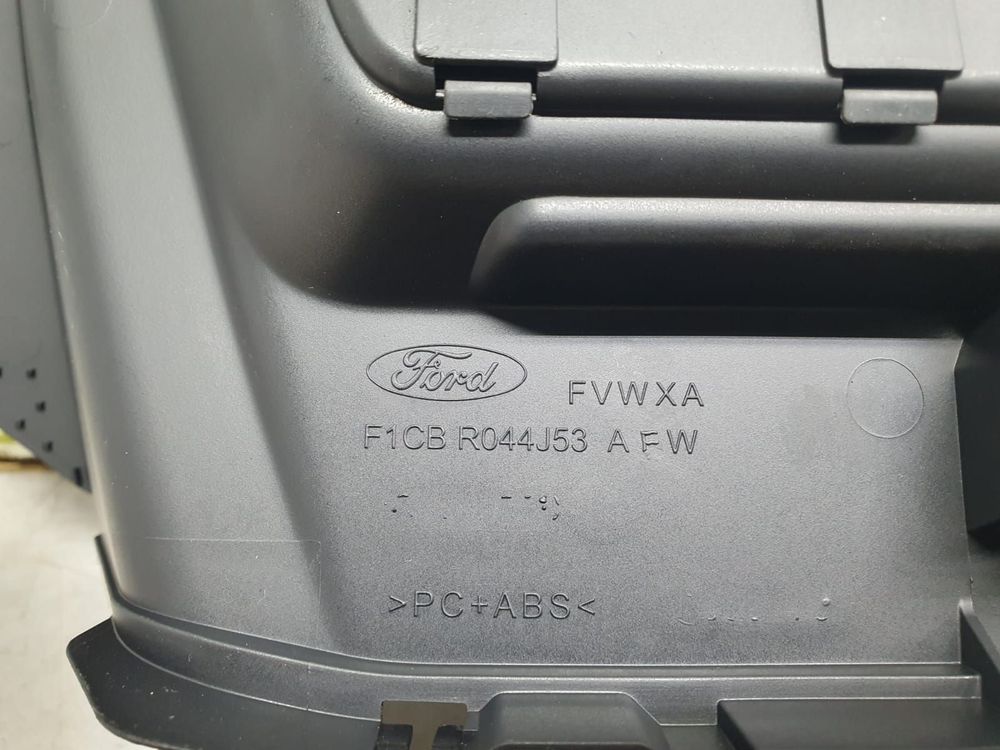 Ford FVWXA
F1CB R044J53 A F W
>PC+ABS<